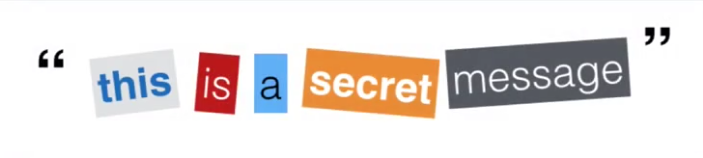 “ this is a secret message ”